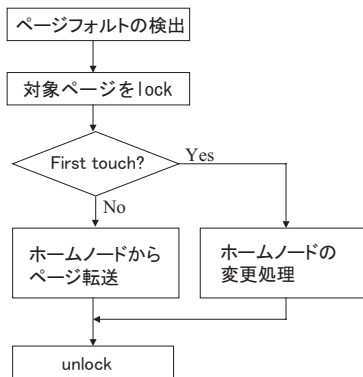 ページフォルトの検出
対象ページをlock
First touch?
Yes
No
ホームノードから
ページ転送
ホームノードの
変更処理
unlock